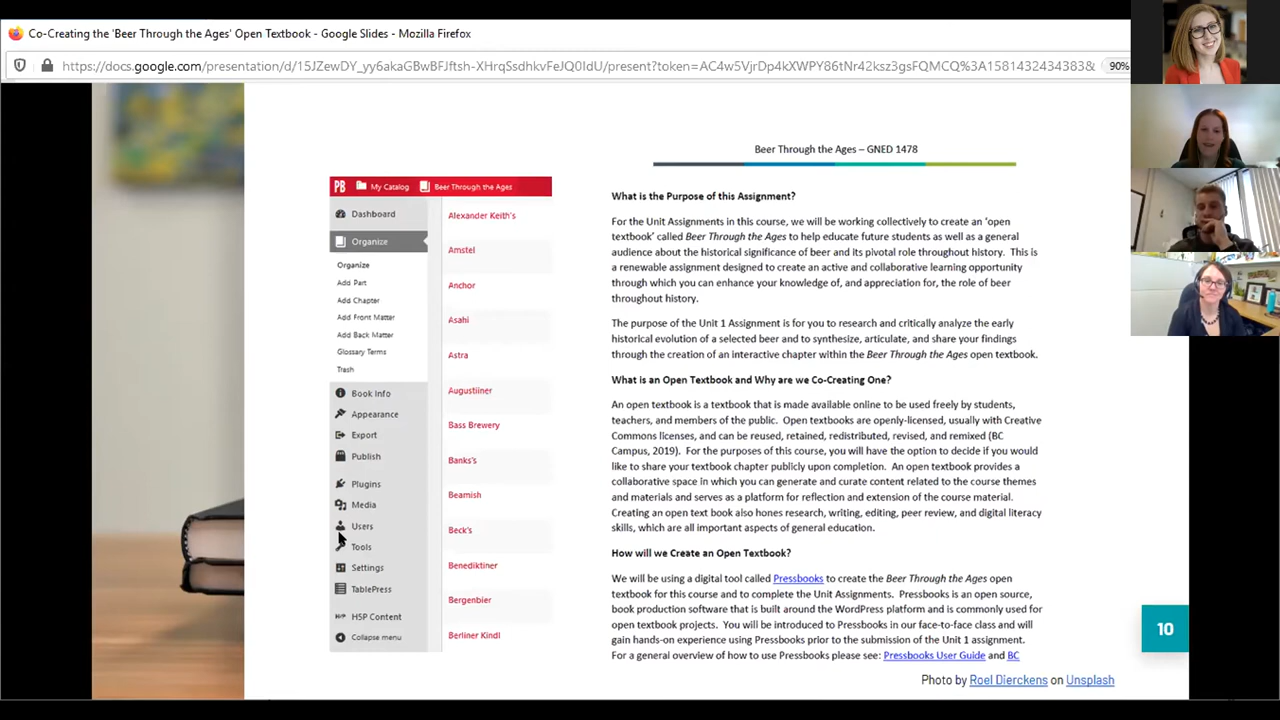 Co-Creating the 'Beer Through the Ages' Open Textbook - Google Slides - Mozilla Firefox
https://docs.google.com/presentation/d/15JZewDY_yy6akaGBwBFJftsh-XHrqSsdhkvFeJQ0IdU/present?token=AC4w5VjrDp4kXWPY86tNr42ksz3gsFQMCQ%3A1581432434383&
90%
Beer Through the Ages – GNED 1478
PB My Catalog Beer Through the Ages
Dashboard
Organize
Organize
Add Part
Add Chapter
Add Front Matter
Add Back Matter
Glossary Terms
Trash
Book Info
Appearance
Export
Publish
Plugins
Media
Users
Tools
Settings
TablePress
H5P Content
Collapse menu
Alexander Keith's
Amstel
Anchor
Asahi
Astra
Augustiiner
Bass Brewery
Banks's
Beamish
Beck's
Benediktiner
Bergenbier
Berliner Kindl
What is the Purpose of this Assignment?
For the Unit Assignments in this course, we will be working collectively to create an 'open
textbook' called Beer Through the Ages to help educate future students as well as a general
audience about the historical significance of beer and its pivotal role throughout history. This is
a renewable assignment designed to create an active and collaborative learning opportunity
through which you can enhance your knowledge of, and appreciation for, the role of beer
throughout history.
The purpose of the Unit 1 Assignment is for you to research and critically analyze the early
historical evolution of a selected beer and to synthesize, articulate, and share your findings
through the creation of an interactive chapter within the Beer Through the Ages open textbook.
What is an Open Textbook and Why are we Co-Creating One?
An open textbook is a textbook that is made available online to be used freely by students,
teachers, and members of the public. Open textbooks are openly-licensed, usually with Creative
Commons licenses, and can be reused, retained, redistributed, revised, and remixed (BC
Campus, 2019). For the purposes of this course, you will have the option to decide if you would
like to share your textbook chapter publicly upon completion. An open textbook provides a
collaborative space in which you can generate and curate content related to the course themes
and materials and serves as a platform for reflection and extension of the course material.
Creating an open text book also hones research, writing, editing, peer review, and digital literacy
skills, which are all important aspects of general education.
How will we Create an Open Textbook?
We will be using a digital tool called Pressbooks to create the Beer Through the Ages open
textbook for this course and to complete the Unit Assignments. Pressbooks is an open source,
book production software that is built around the WordPress platform and is commonly used for
open textbook projects. You will be introduced to Pressbooks in our face-to-face class and will
gain hands-on experience using Pressbooks prior to the submission of the Unit 1 assignment.
For a general overview of how to use Pressbooks please see: Pressbooks User Guide and BC
10
Photo by Roel Dierckens on Unsplash